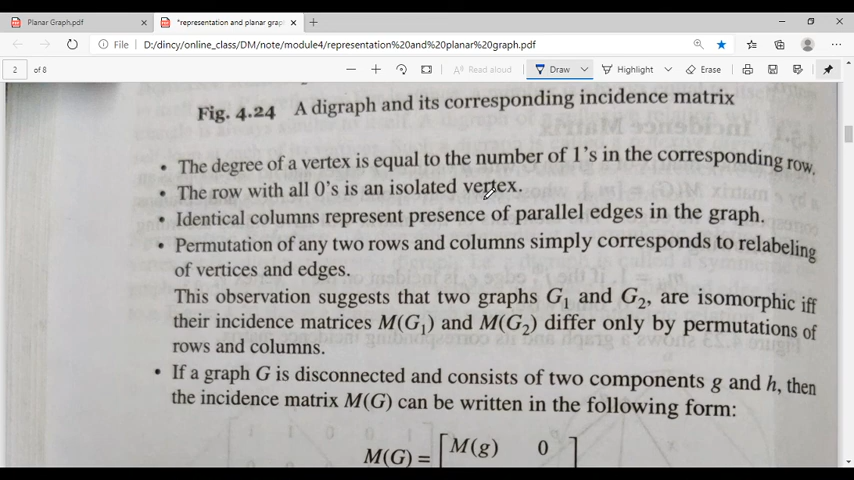 Planar Graph.pdf
*representation and planar grap
File
D:/dincy/online_class/DM/note/module4/representation%20and%20planar%20graph.pdf
2 of 8
Read aloud
Draw
Highlight
Erase
Fig. 4.24 A digraph and its corresponding incidence matrix
• The degree of a vertex is equal to the number of 1's in the corresponding row.
• The row with all 0's is an isolated vertex.
• Identical columns represent presence of parallel edges in the graph.
• Permutation of any two rows and columns simply corresponds to relabeling
of vertices and edges.
This observation suggests that two graphs G₁ and G₂, are isomorphic iff
their incidence matrices M(G₁) and M(G₂) differ only by permutations of
rows and columns.
• If a graph G is disconnected and consists of two components g and h, then
the incidence matrix M(G) can be written in the following form:
M(G) = [ M(g) 0 ]